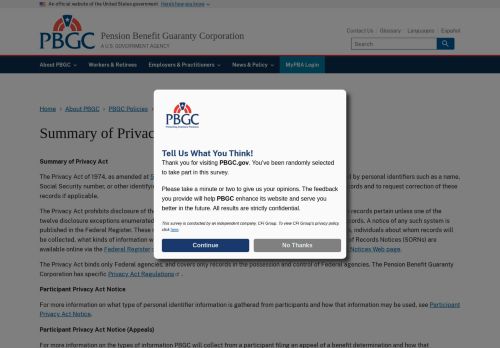 An official website of the United States government Here's how you know
PBGC
Pension Benefit Guaranty Corporation
A U.S. GOVERNMENT AGENCY
Contact Us Glossary Languages Español
Search
About PBGC Workers & Retirees Employers & Practitioners News & Policy MyPBA Login
Home About PBGC PBGC Policies
Summary of Privac
Summary of Privacy Act
The Privacy Act of 1974, as amended at 5
d by personal identifiers such as a name,
Social Security number, or other identifyi
cords and to request correction of these
records if applicable.
The Privacy Act prohibits disclosure of the
records pertain unless one of the
twelve disclosure exceptions enumerated
a notice of any such system is
published in the Federal Register. These n
s, individuals about whom records will
be collected, what kinds of information w
of Records Notices (SORNs) are
available online via the Federal Register
Notices Web page.
The Privacy Act binds only Federal agencies, and covers only records in the possession and control of Federal agencies. The Pension Benefit Guaranty
Corporation has specific Privacy Act Regulations .
Participant Privacy Act Notice
For more information on what type of personal identifier information is gathered from participants and how that information may be used, see Participant
Privacy Act Notice.
Participant Privacy Act Notice (Appeals)
For more information on the types of information PBGC will collect from a participant filing an appeal of a benefit determination and how that
PBGC
Protecting America's Pensions
Tell Us What You Think!
Thank you for visiting PBGC.gov. You've been randomly selected
to take part in this survey.
Please take a minute or two to give us your opinions. The feedback
you provide will help PBGC enhance its website and serve you
better in the future. All results are strictly confidential.
This survey is conducted by an independent company, CFI Group. To view CFI Group's privacy policy
click here.
Continue
No Thanks